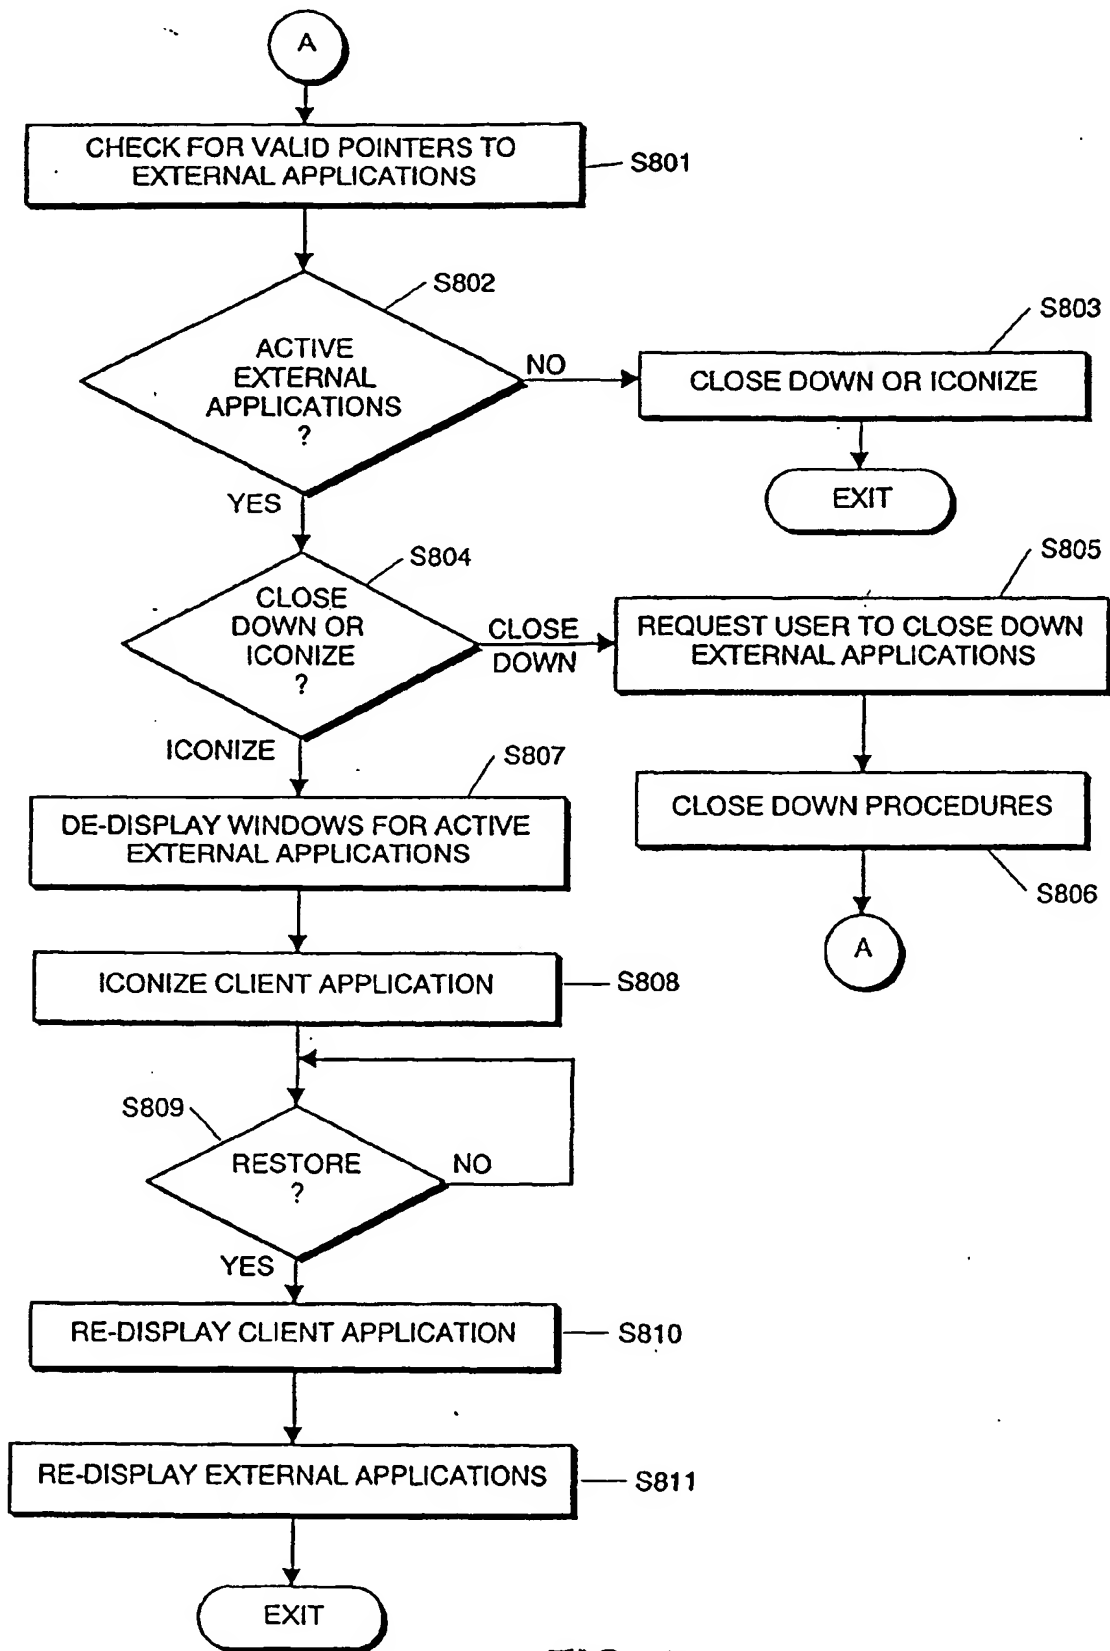 A
CHECK FOR VALID POINTERS TO
EXTERNAL APPLICATIONS
S801
S802
ACTIVE
EXTERNAL
APPLICATIONS
?
NO
S803
CLOSE DOWN OR ICONIZE
EXIT
YES
S804
CLOSE
DOWN OR
ICONIZE
?
CLOSE
DOWN
S805
REQUEST USER TO CLOSE DOWN
EXTERNAL APPLICATIONS
CLOSE DOWN PROCEDURES
S806
A
ICONIZE
S807
DE-DISPLAY WINDOWS FOR ACTIVE
EXTERNAL APPLICATIONS
ICONIZE CLIENT APPLICATION
S808
S809
RESTORE
?
NO
YES
RE-DISPLAY CLIENT APPLICATION
S810
RE-DISPLAY EXTERNAL APPLICATIONS
S811
EXIT